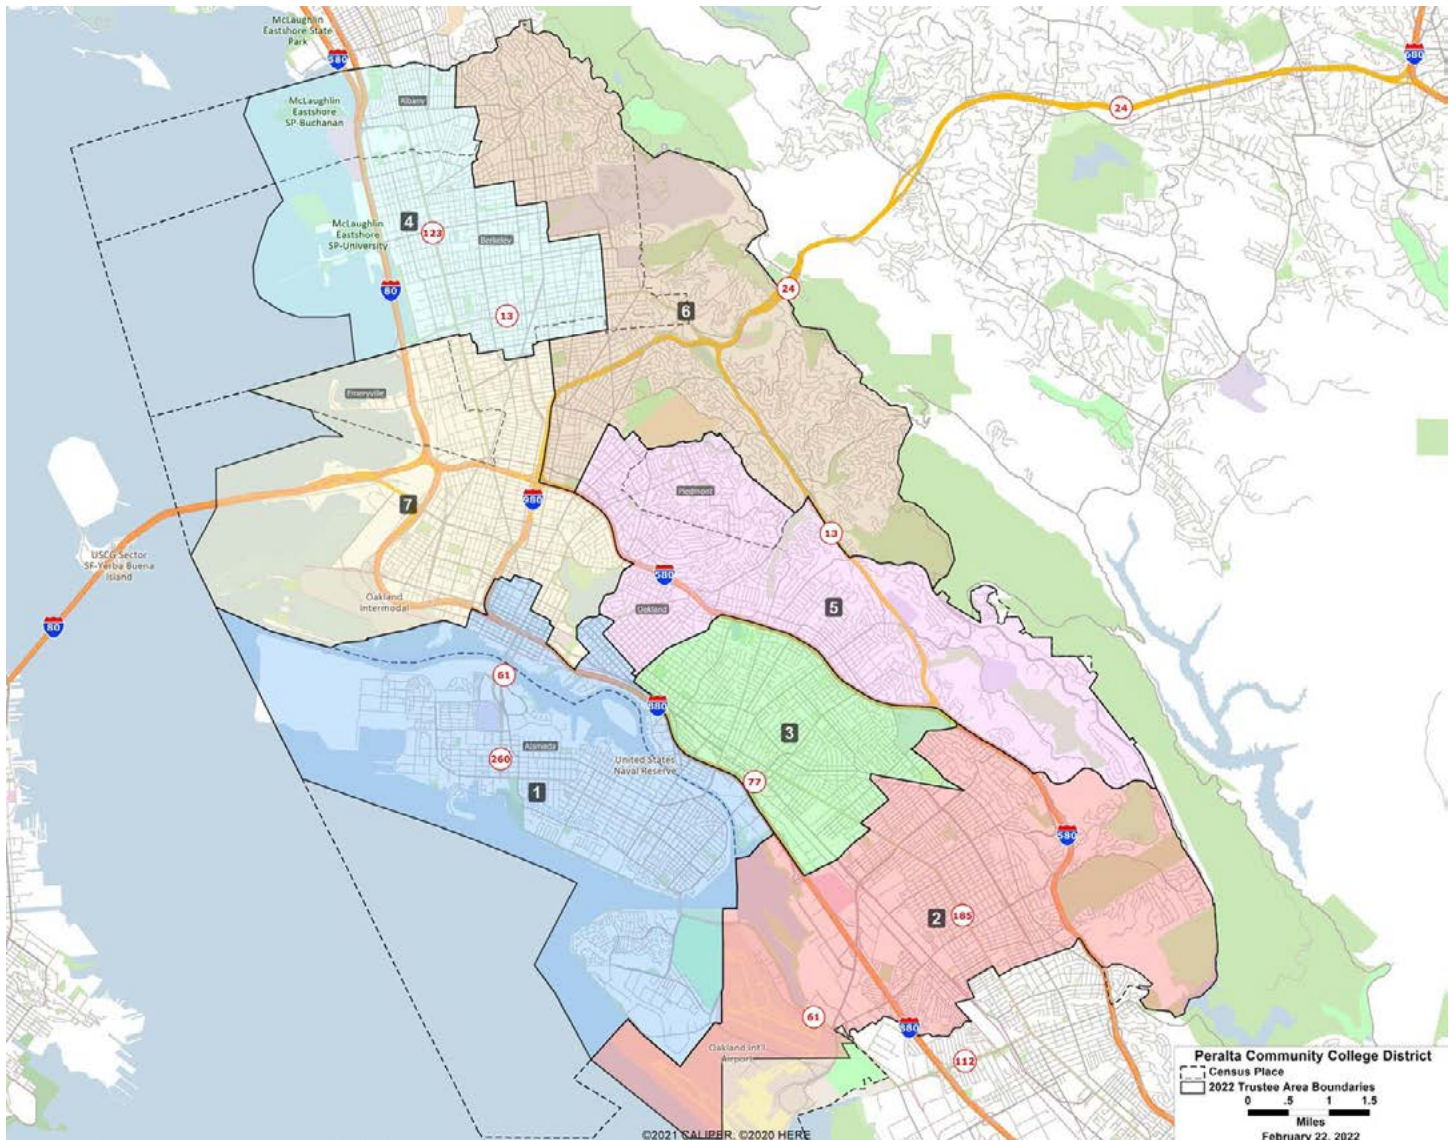 McLaughlin
Eastshore State
Park
580
680
24
McLaughlin
Eastshore
SP-Buchanan
Albany
4
McLaughlin
Eastshore
SP-University
123
Berkeley
80
13
24
6
Emeryville
7
980
Piedmont
13
USCG Sector
SF-Yerba Buena
Island
80
Oakland
Intermodal
580
Oakland
5
61
880
3
Alameda
260
United States
Naval Reserve
77
1
580
2
185
61
880
Oakland Int'l
Airport
112
Peralta Community College District
Census Place
2022 Trustee Area Boundaries
0 .5 1 1.5
Miles
February 22, 2022
©2021 CALIPER; ©2020 HERE